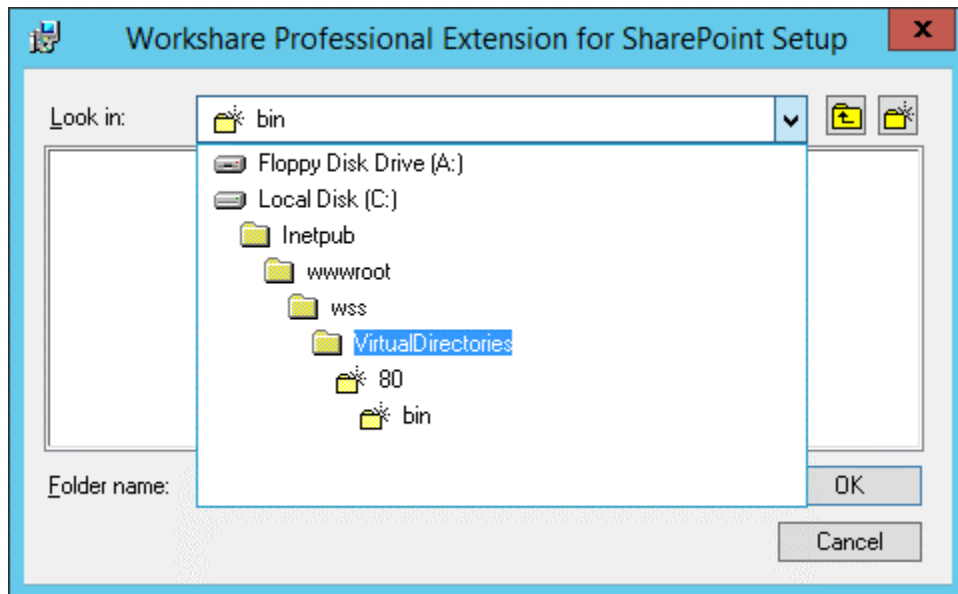 Workshare Professional Extension for SharePoint Setup
x
Look in:
bin
Floppy Disk Drive (A:)
Local Disk (C:)
Inetpub
wwwroot
wss
VirtualDirectories
80
bin
Folder name:
OK
Cancel